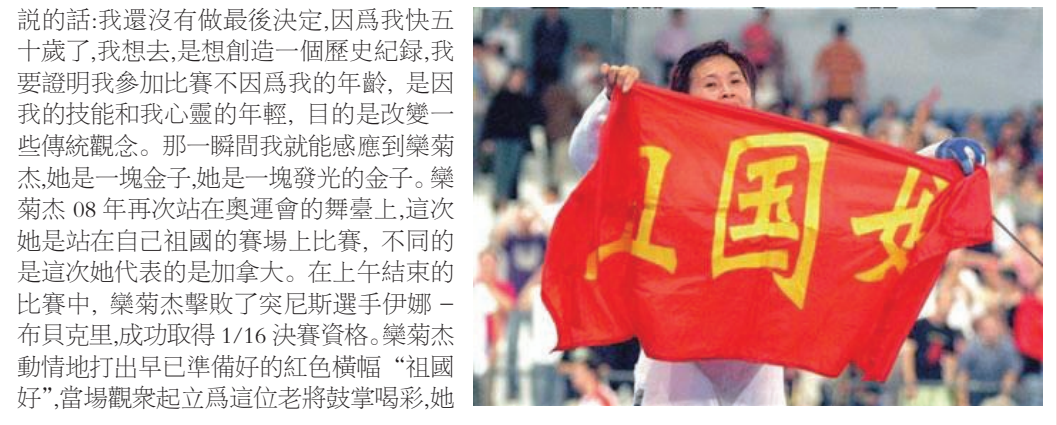 説的話:我還沒有做最後決定,因爲我快五
十歲了,我想去,是想創造一個歷史紀録,我
要證明我參加比賽不因爲我的年齡, 是因
我的技能和我心靈的年輕, 目的是改變一
些傳統觀念。那一瞬間我就能感應到欒菊
杰,她是一塊金子,她是一塊發光的金子。欒
菊杰 08 年再次站在奧運會的舞臺上,這次
她是站在自己祖國的賽場上比賽, 不同的
是這次她代表的是加拿大。在上午結束的
比賽中, 欒菊杰擊敗了突尼斯選手伊娜 –
布貝克里,成功取得 1/16 決賽資格。欒菊杰
動情地打出早已準備好的紅色橫幅“祖國
好”,當場觀衆起立爲這位老將鼓掌喝彩,她
国